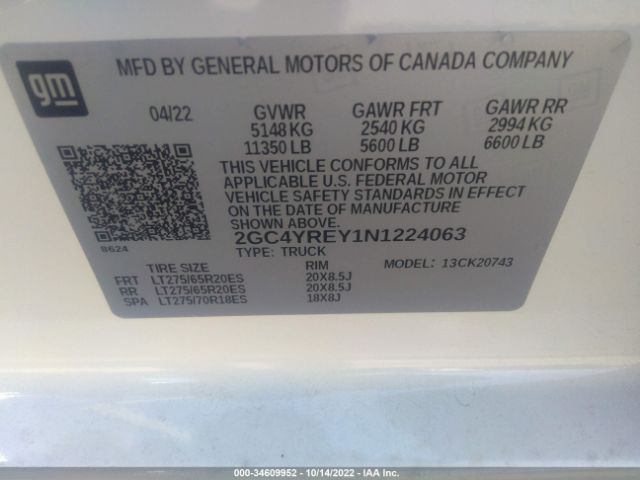 gm
MFD BY GENERAL MOTORS OF CANADA COMPANY
04/22 GVWR GAWR FRT GAWR RR
5148 KG 2540 KG 2994 KG
11350 LB 5600 LB 6600 LB
THIS VEHICLE CONFORMS TO ALL
APPLICABLE U.S. FEDERAL MOTOR
VEHICLE SAFETY STANDARDS IN EFFECT
ON THE DATE OF MANUFACTURE
SHOWN ABOVE.
8624
2GC4YREY1N1224063
TYPE: TRUCK MODEL: 13CK20743
TIRE SIZE RIM
FRT LT275/65R20ES 20X8.5J
RR LT275/65R20ES 20X8.5J
SPA LT275/70R18ES 18X8J
000-34609952 - 10/14/2022 - IAA Inc.